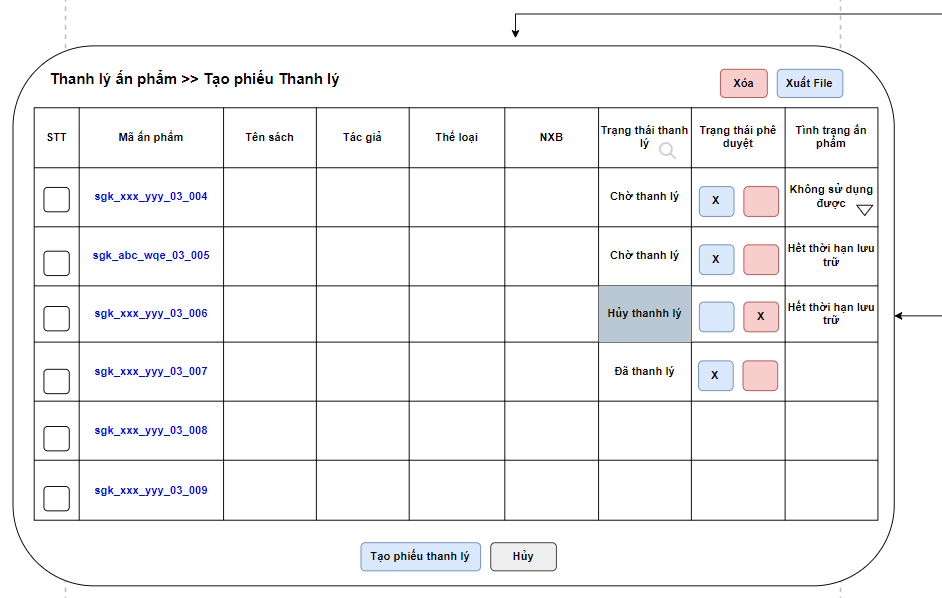 Thanh lý ấn phẩm >> Tạo phiếu Thanh lý
Xóa
Xuất File
STT
Mã ấn phẩm
Tên sách
Tác giả
Thể loại
NXB
Trạng thái thanh
lý
Trạng thái phê
duyệt
Tình trạng ấn
phẩm
sgk_xxx_yyy_03_004
Chờ thanh lý
X
Không sử dụng
được
sgk_abc_wqe_03_005
Chờ thanh lý
X
Hết thời hạn lưu
trữ
sgk_xxx_yyy_03_006
Hủy thanhh lý
X
Hết thời hạn lưu
trữ
sgk_xxx_yyy_03_007
Đã thanh lý
X
sgk_xxx_yyy_03_008
sgk_xxx_yyy_03_009
Tạo phiếu thanh lý
Hủy